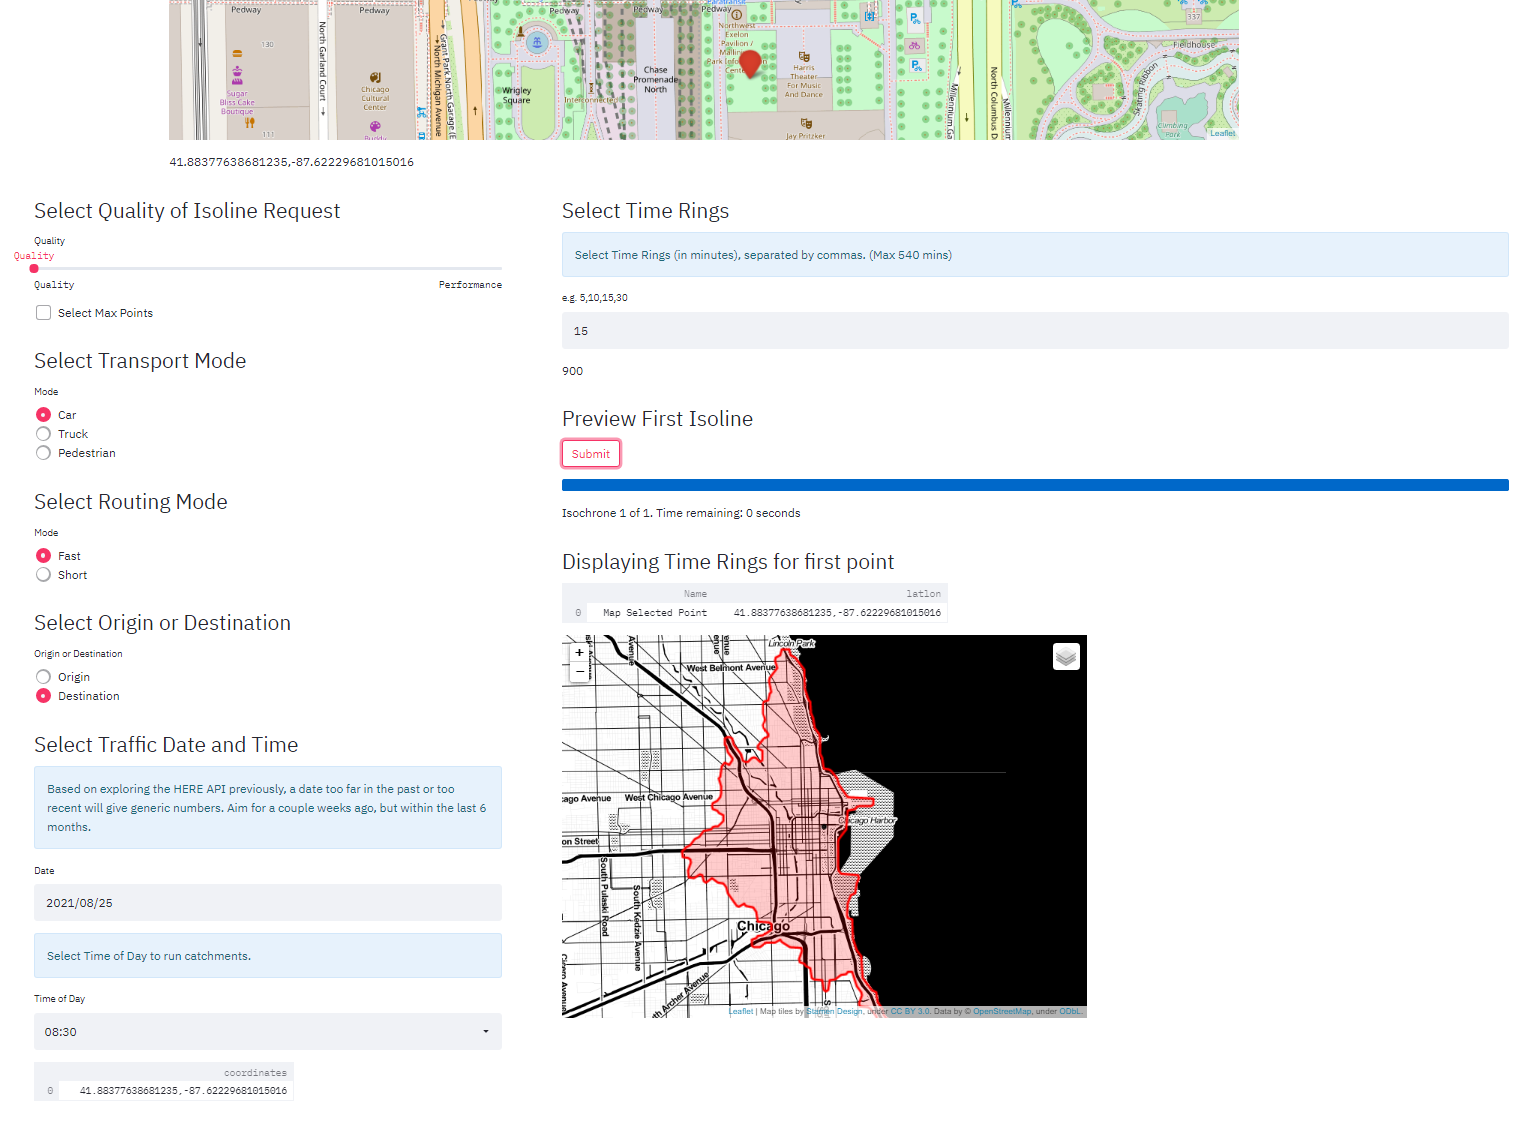 Pedway
Pedway
Pedway
Pedway
Pedway
Paratransit
337
Fieldhouse
130
North Garland Court
Grant Park North Garage
North Michigan Avenue
Northwest
Exelon
Pavilion /
Park
Harris
Theater
For Music
And Dance
Chase
Promenade
North
Wrigley
Square
Interconnected
Chicago
Cultural
Center
Sugar
Bliss Cake
Boutique
111
Jay Pritzker
North Columbus D
Skating Ribbon
Climbing
Park
Leaflet
41.88377638681235,-87.62229681015016
Select Quality of Isoline Request
Quality
Quality
Quality Performance
Select Max Points
Select Transport Mode
Mode
Car
Truck
Pedestrian
Select Routing Mode
Mode
Fast
Short
Select Origin or Destination
Origin or Destination
Origin
Destination
Select Traffic Date and Time
Based on exploring the HERE API previously, a date too far in the past or too
recent will give generic numbers. Aim for a couple weeks ago, but within the last 6
months.
Date
2021/08/25
Select Time of Day to run catchments.
Time of Day
08:30
coordinates
0 41.88377638681235,-87.62229681015016
Select Time Rings
Select Time Rings (in minutes), separated by commas. (Max 540 mins)
e.g. 5,10,15,30
15
900
Preview First Isoline
Submit
Isochrone 1 of 1. Time remaining: 0 seconds
Displaying Time Rings for first point
Name latlon
0 Map Selected Point 41.88377638681235,-87.62229681015016
+
−
Lincoln Park
West Belmont Avenue
ago Avenue West Chicago Avenue
Chicago Harbor
on Street
South Pulaski Road
South Kedzie Avenue
Chicago
th Archer Avenue
Leaflet | Map tiles by Stamen Design, under CC BY 3.0. Data by © OpenStreetMap, under ODbL.